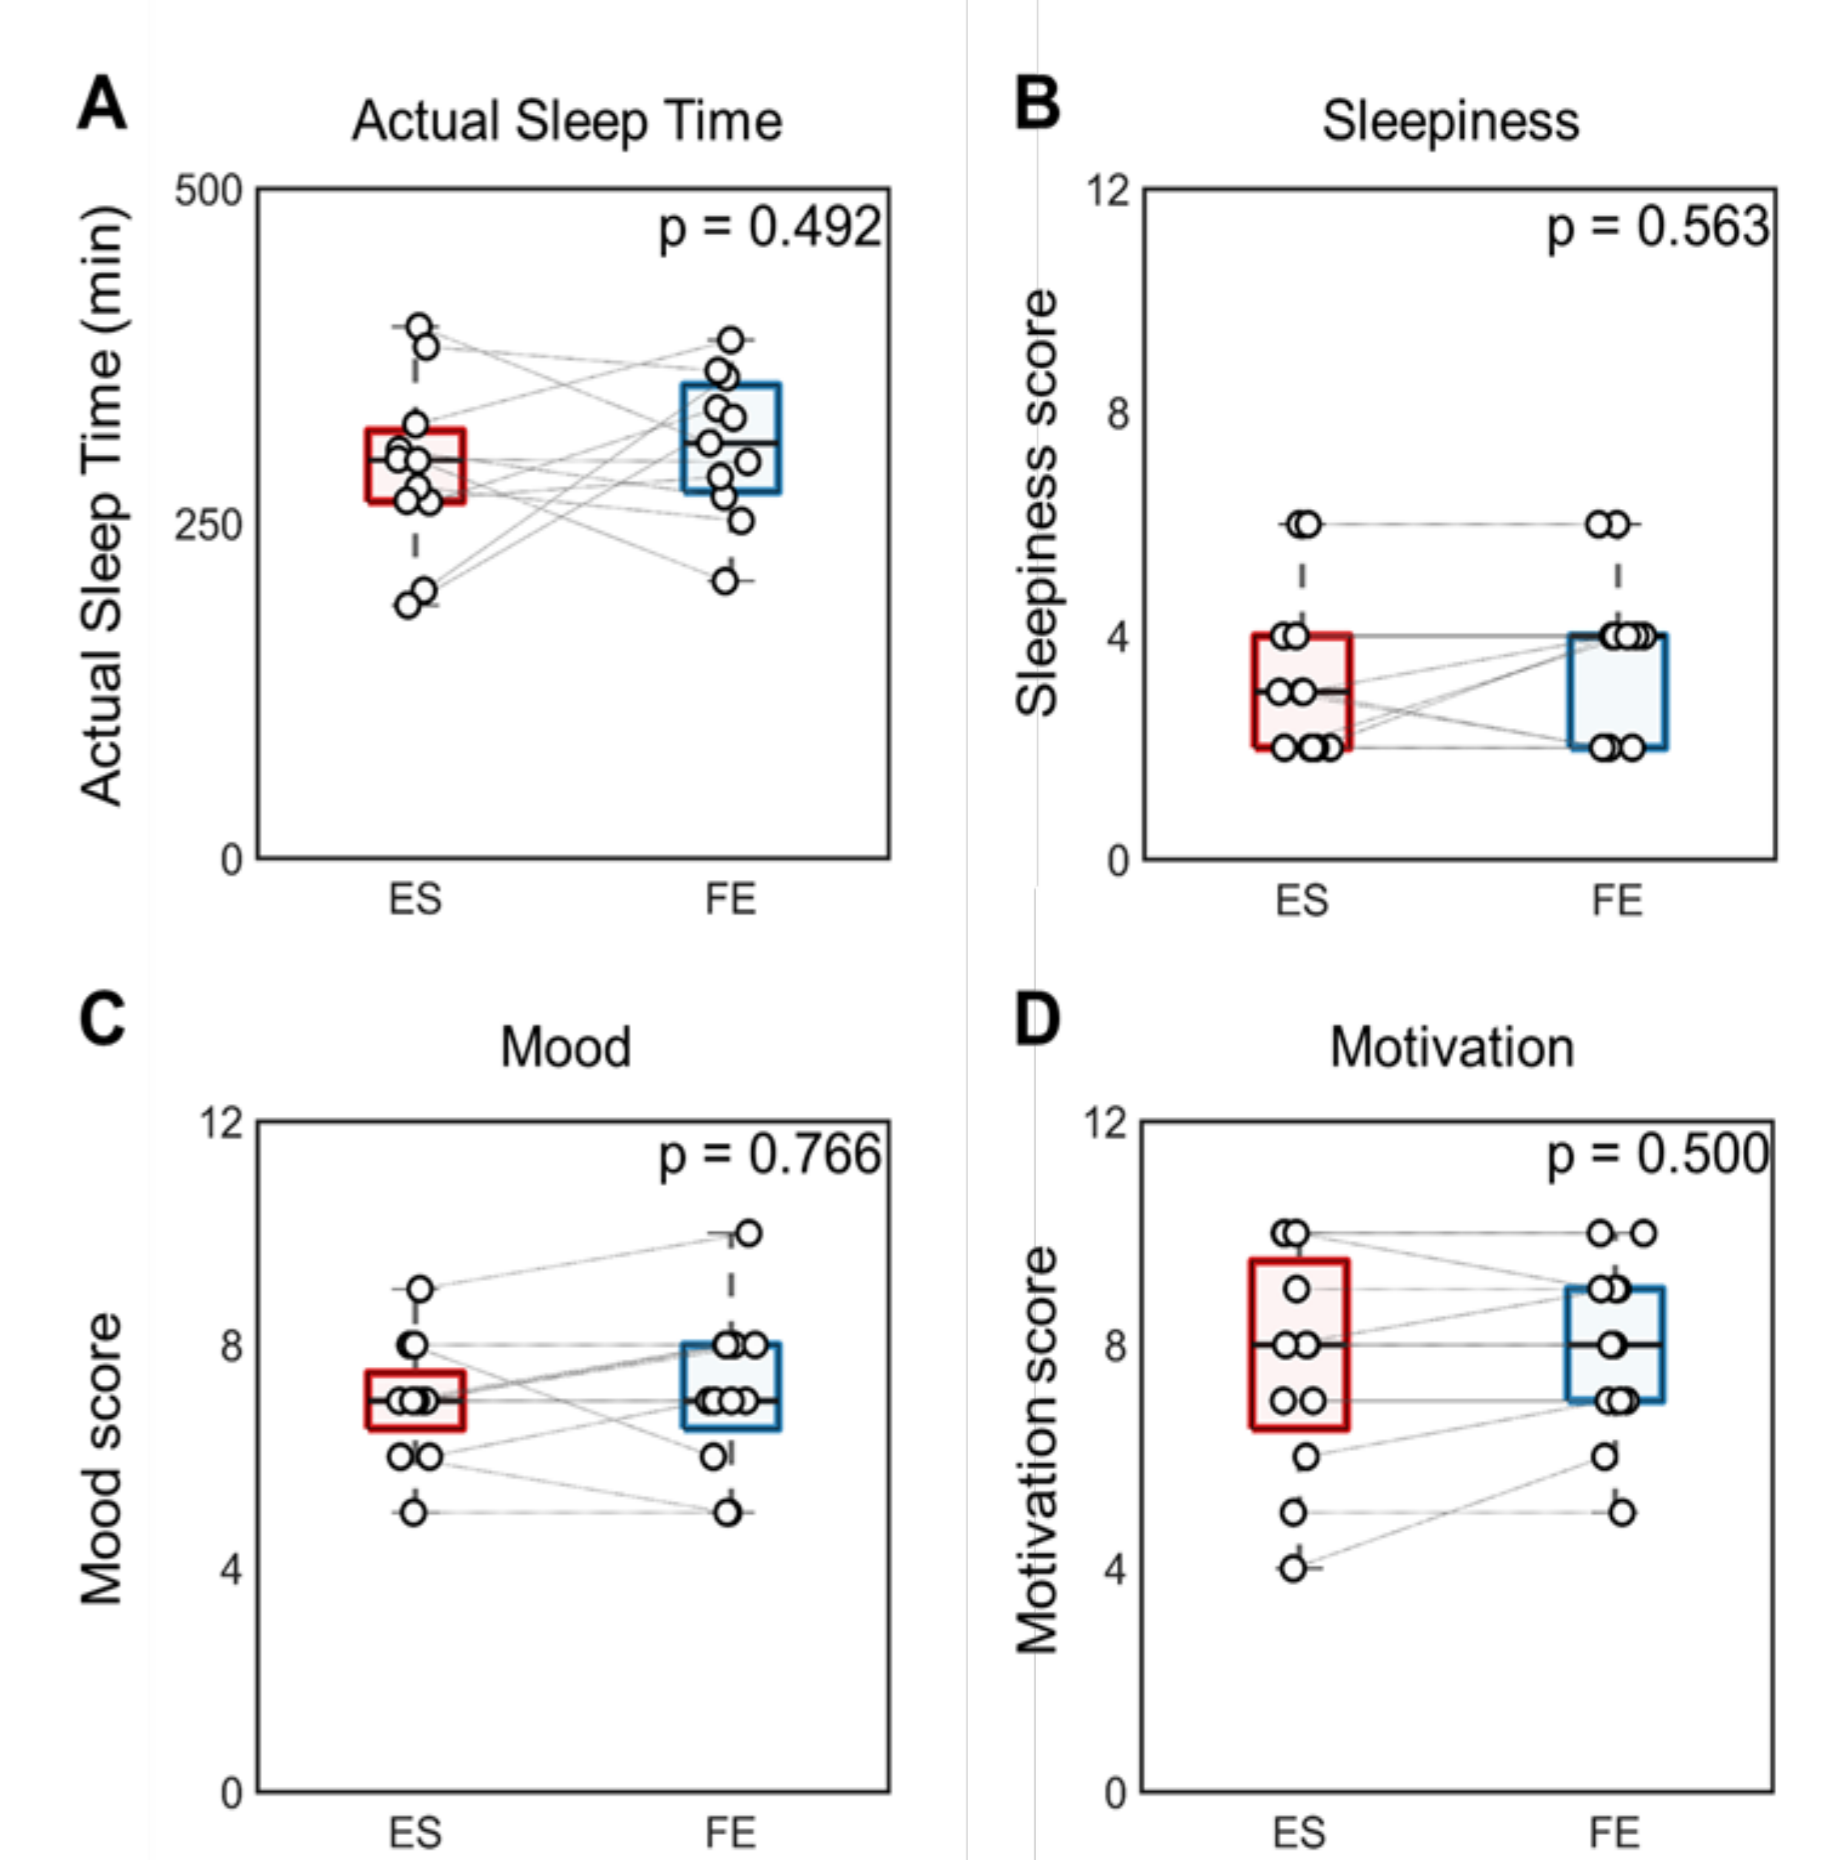 A
Actual Sleep Time
Actual Sleep Time (min)
500
250
0
p = 0.492
ES FE
B
Sleepiness
Sleepiness score
12
8
4
0
p = 0.563
ES FE
C
Mood
Mood score
12
8
4
0
p = 0.766
ES FE
D
Motivation
Motivation score
12
8
4
0
p = 0.500
ES FE